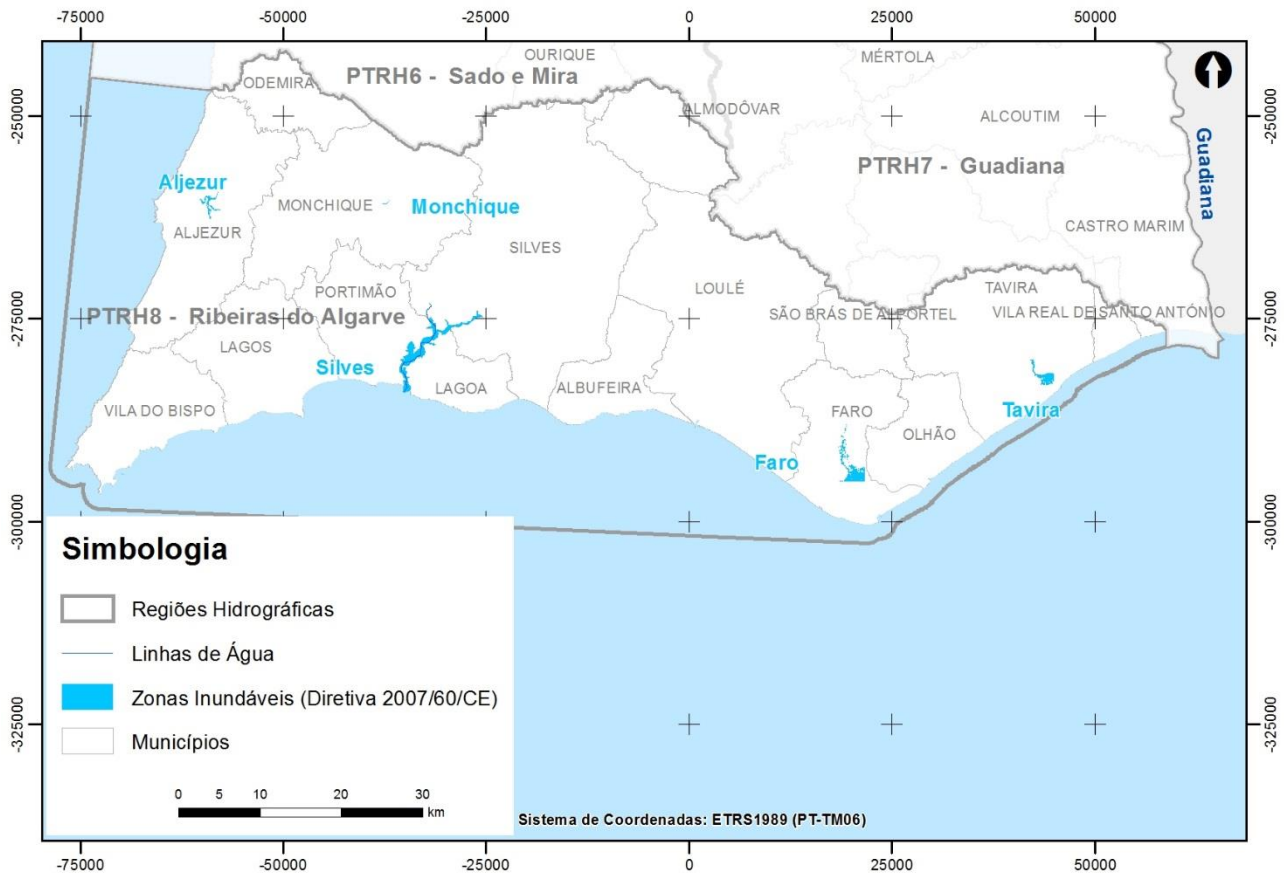 -75000
-50000
-25000
0
25000
50000
OURIQUE
MÉRTOLA
PTRH6 - Sado e Mira
ODEMIRA
ALMODÔVAR
-250000
-250000
ALCOUTIM
Guadiana
PTRH7 - Guadiana
Aljezur
MONCHIQUE
Monchique
ALJEZUR
SILVES
CASTRO MARIM
LOULÉ
TAVIRA
PORTIMÃO
-275000
PTRH8 - Ribeiras do Algarve
SÃO BRÁS DE ALPORTEL
VILA REAL DE SANTO ANTÓNIO
-275000
LAGOS
Silves
LAGOA
ALBUFEIRA
VILA DO BISPO
FARO
Tavira
OLHÃO
Faro
-300000
-300000
Simbologia
Regiões Hidrográficas
Linhas de Água
Zonas Inundáveis (Diretiva 2007/60/CE)
Municípios
-325000
-325000
0 10 20 30
km
Sistema de Coordenadas: ETRS1989 (PT-TM06)
-75000
-50000
-25000
0
25000
50000